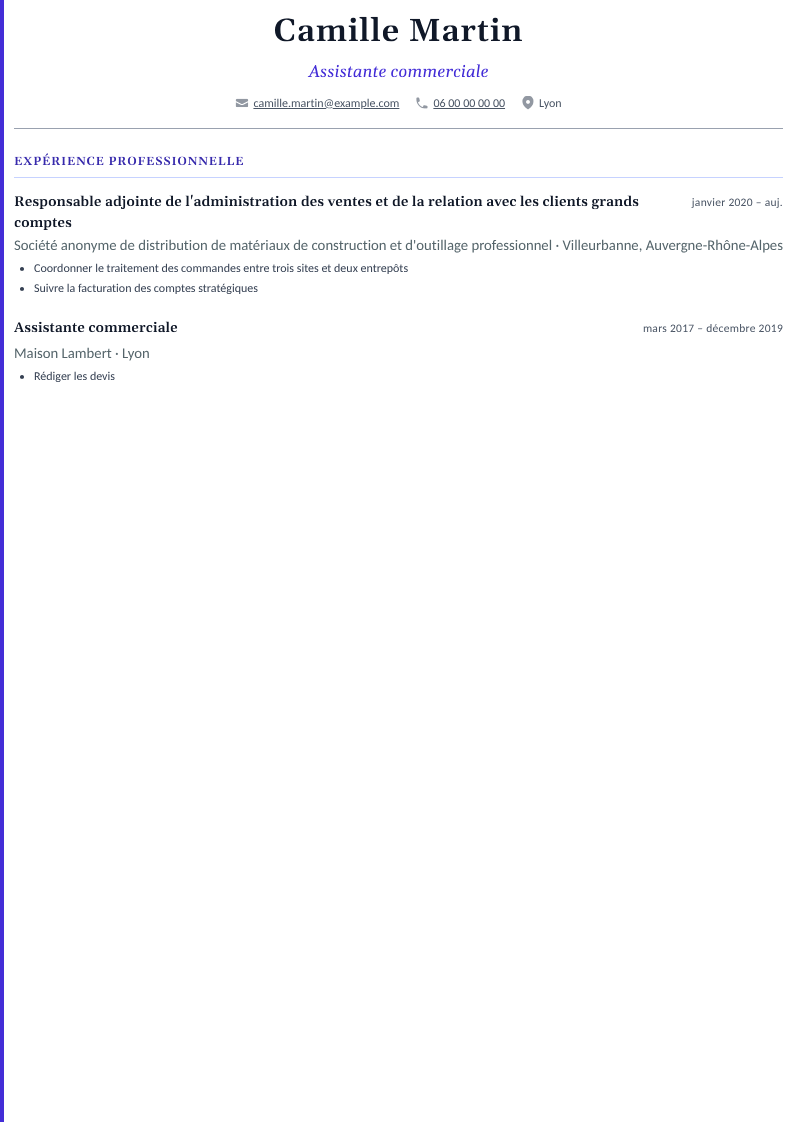 Camille Martin
Assistante commerciale
camille.martin@example.com 06 00 00 00 00 Lyon
EXPÉRIENCE PROFESSIONNELLE
Responsable adjointe de l'administration des ventes et de la relation avec les clients grands janvier 2020 – auj.
comptes
Société anonyme de distribution de matériaux de construction et d'outillage professionnel · Villeurbanne, Auvergne-Rhône-Alpes
• Coordonner le traitement des commandes entre trois sites et deux entrepôts
• Suivre la facturation des comptes stratégiques
Assistante commerciale mars 2017 – décembre 2019
Maison Lambert · Lyon
• Rédiger les devis